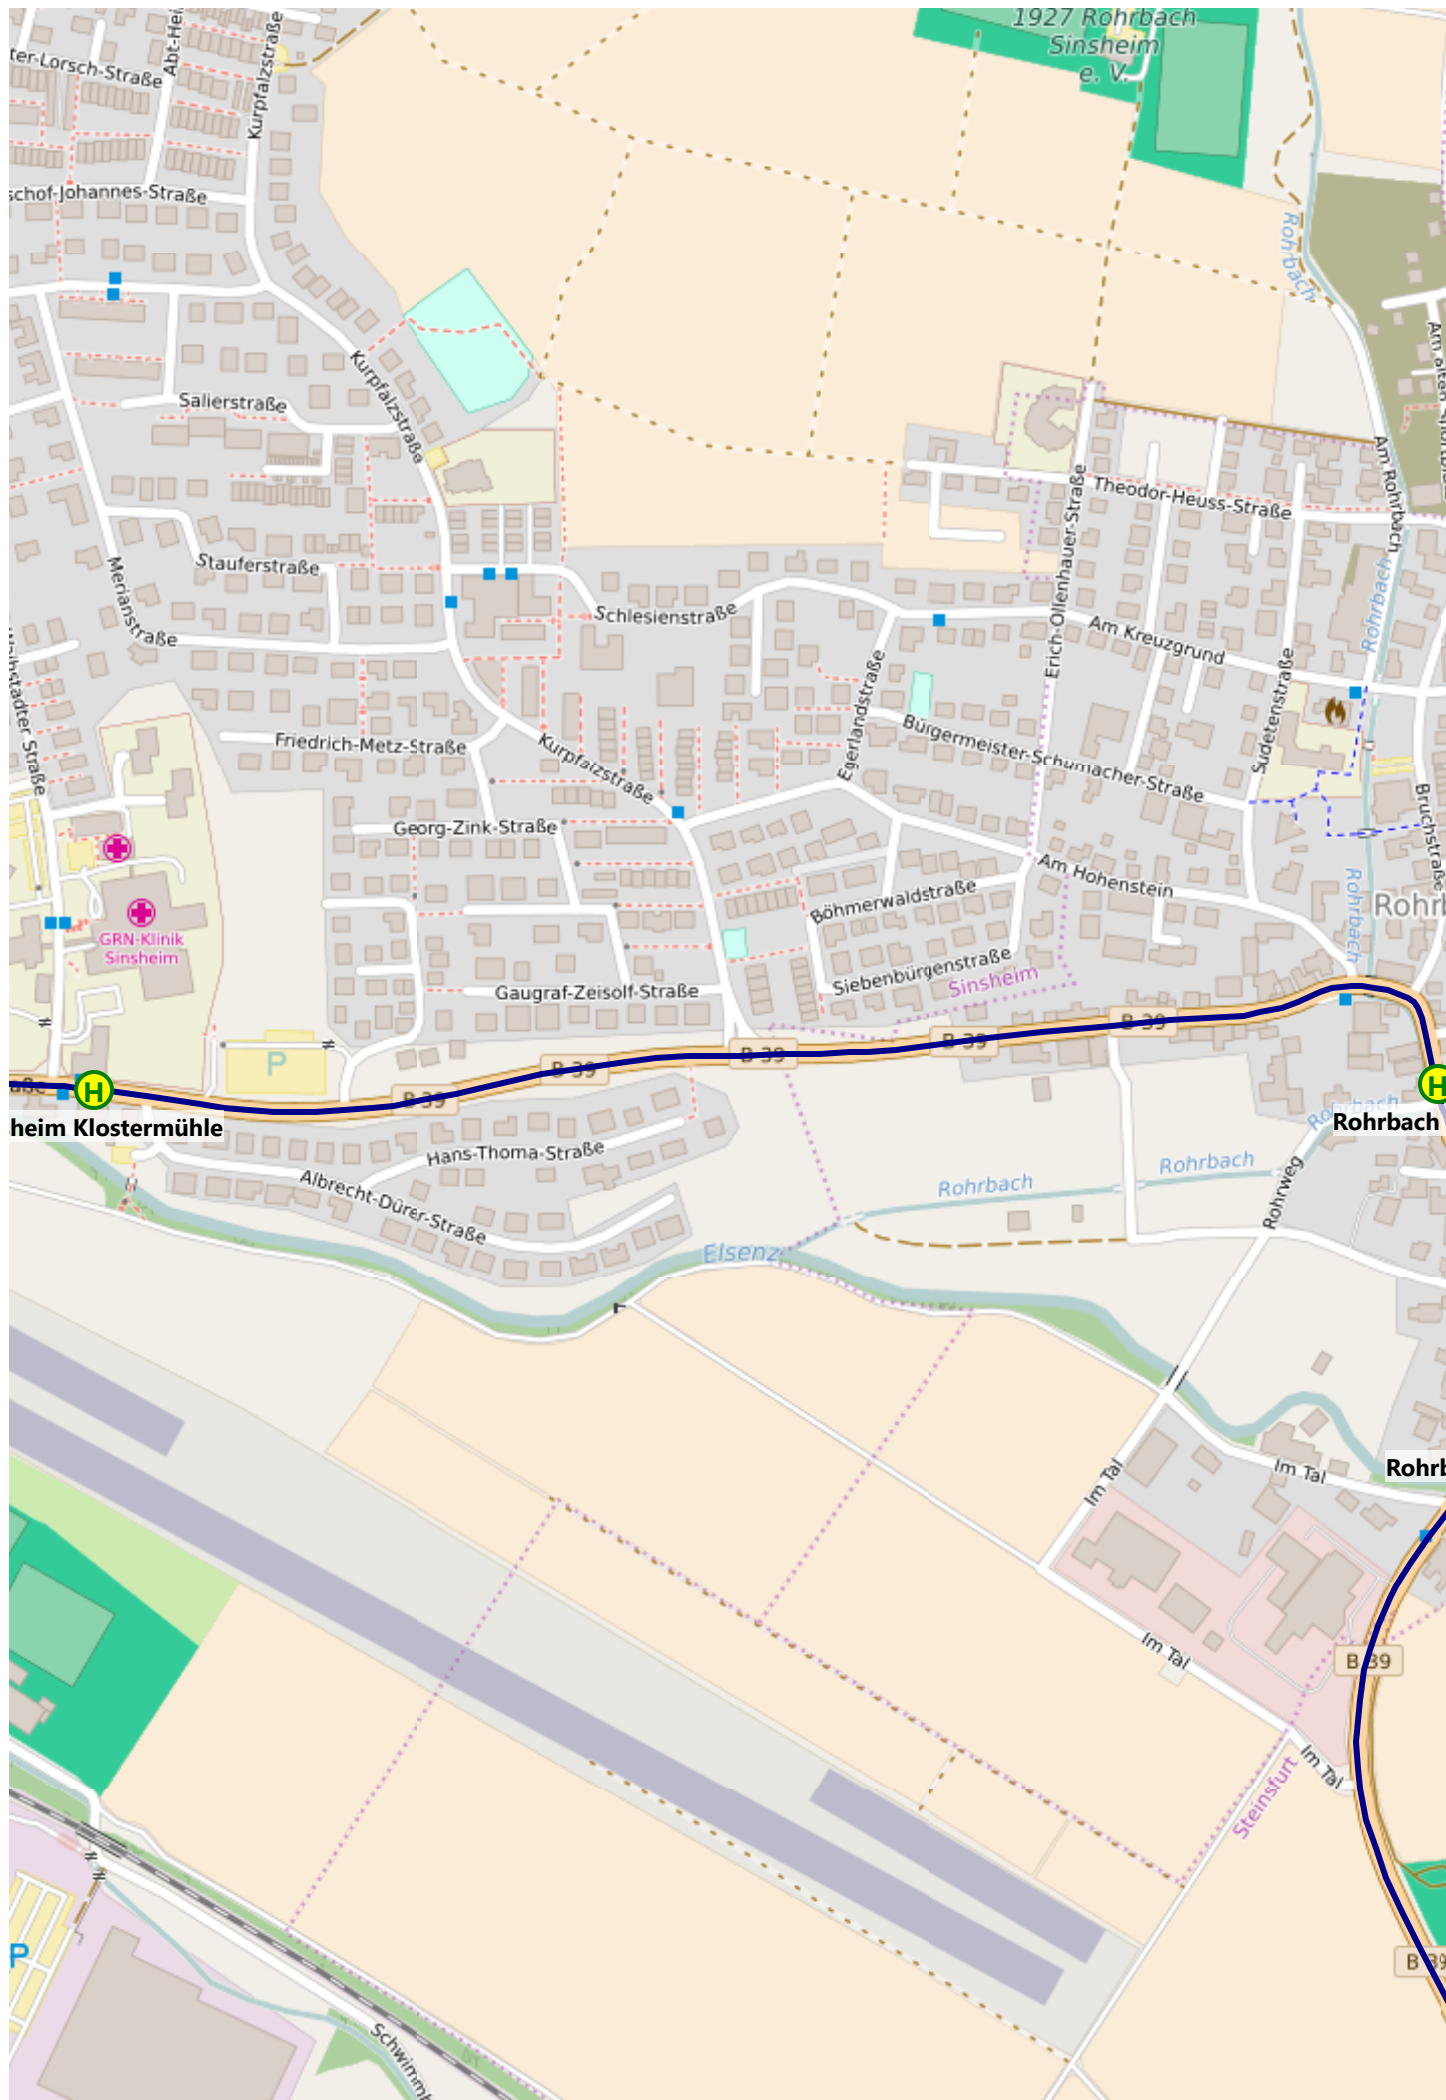 1927 Rohrbach
Sinsheim
e. V.
ter-Lorsch-Straße
Abt-Hei
Kurpfalzstraße
schof-Johannes-Straße
Rohrbach
Kurpfalzstraße
Salierstraße
Am alten Sportplatz
Am Rohrbach
Theodor-Heuss-Straße
Erich-Ollenhauer-Straße
Stauferstraße
Merianstraße
Schlesienstraße
Am Kreuzgrund
Rohrbach
Sudetenstraße
Egerlandstraße
Bürgermeister-Schumacher-Straße
Friedrich-Metz-Straße
Kurpfalzstraße
Georg-Zink-Straße
Bruchstraße
Am Hohenstein
Böhmerwaldstraße
Rohrbach
Rohrb
GRN-Klinik
Sinsheim
Siebenbürgenstraße
Sinsheim
Gaugraf-Zeisolf-Straße
P
B 39
B 39
B 39
B 39
B 39
aße
H
H
heim Klostermühle
Rohrbach
Rohrbach
Hans-Thoma-Straße
Albrecht-Dürer-Straße
Rohrbach
Rohrbach
Rohrweg
Elsenz
Im Tal
Im Tal
Rohrb
Im Tal
B 39
Im Tal
Steinsfurt
B 39
P
Schwimmb